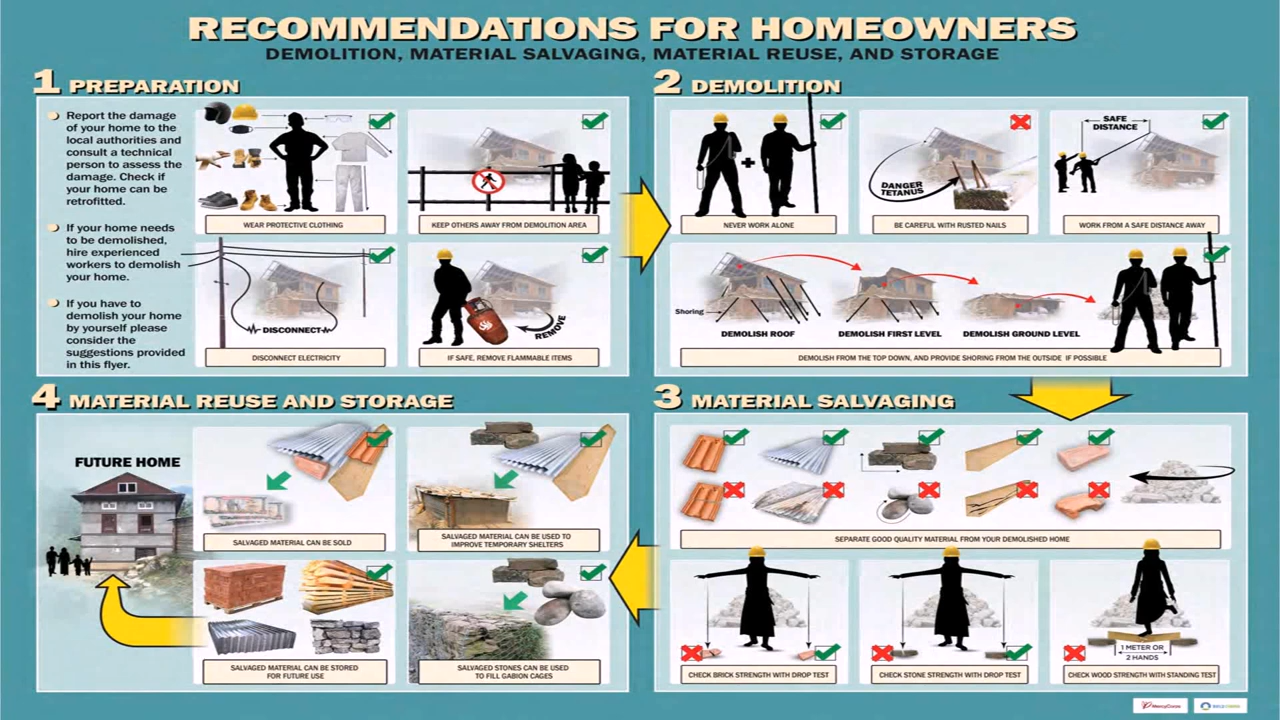 RECOMMENDATIONS FOR HOMEOWNERS
DEMOLITION, MATERIAL SALVAGING, MATERIAL REUSE, AND STORAGE
1 PREPARATION
Report the damage
of your home to the
local authorities and
consult a technical
person to assess the
damage. Check if
your home can be
retrofitted.
If your home needs
to be demolished,
hire experienced
workers to demolish
your home.
If you have to
demolish your home
by yourself please
consider the
suggestions provided
in this flyer.
WEAR PROTECTIVE CLOTHING
KEEP OTHERS AWAY FROM DEMOLITION AREA
DISCONNECT
DISCONNECT ELECTRICITY
REMOVE
IF SAFE, REMOVE FLAMMABLE ITEMS
2 DEMOLITION
NEVER WORK ALONE
DANGER
TETANUS
BE CAREFUL WITH RUSTED NAILS
SAFE
DISTANCE
WORK FROM A SAFE DISTANCE AWAY
Shoring
DEMOLISH ROOF
DEMOLISH FIRST LEVEL
DEMOLISH GROUND LEVEL
DEMOLISH FROM THE TOP DOWN, AND PROVIDE SHORING FROM THE OUTSIDE IF POSSIBLE
3 MATERIAL SALVAGING
SEPARATE GOOD QUALITY MATERIAL FROM YOUR DEMOLISHED HOME
CHECK BRICK STRENGTH WITH DROP TEST
CHECK STONE STRENGTH WITH DROP TEST
1 METER OR
2 HANDS
CHECK WOOD STRENGTH WITH STANDING TEST
4 MATERIAL REUSE AND STORAGE
FUTURE HOME
SALVAGED MATERIAL CAN BE SOLD
SALVAGED MATERIAL CAN BE USED TO
IMPROVE TEMPORARY SHELTERS
SALVAGED MATERIAL CAN BE STORED
FOR FUTURE USE
SALVAGED STONES CAN BE USED
TO FILL GABION CAGES
MercyCorps